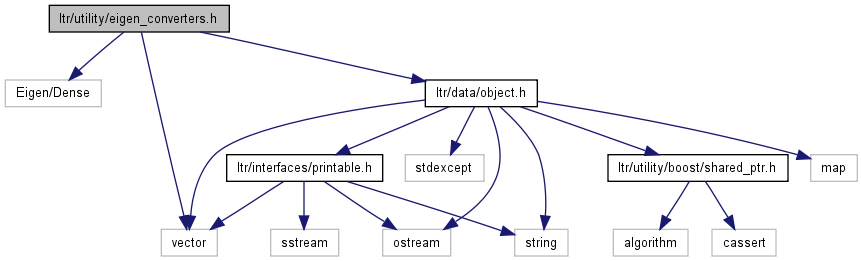 ltr/utility/eigen_converters.h
Eigen/Dense
ltr/data/object.h
ltr/interfaces/printable.h
stdexcept
ltr/utility/boost/shared_ptr.h
map
vector
sstream
ostream
string
algorithm
cassert